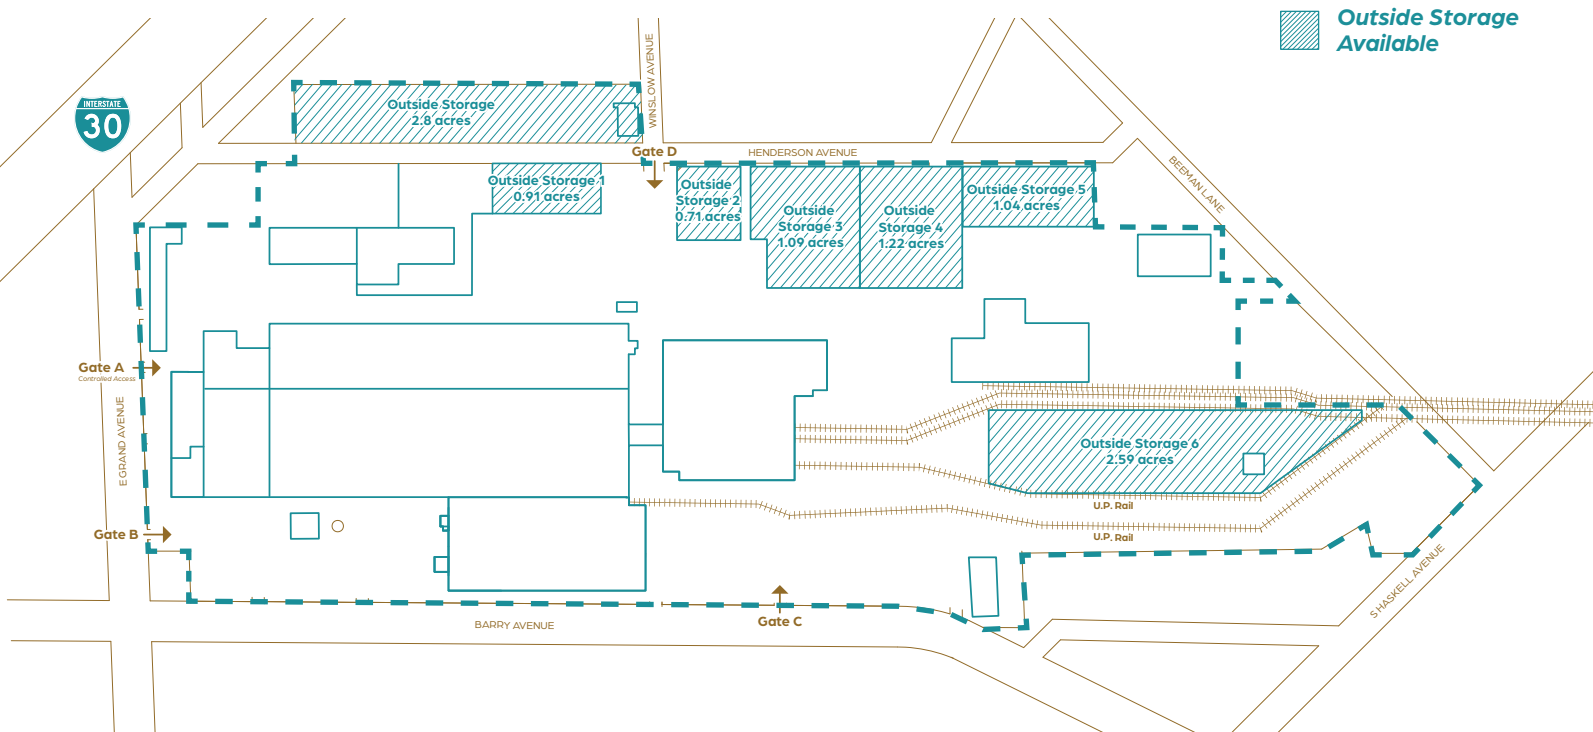 Outside Storage
Available
INTERSTATE
30
Outside Storage
2.8 acres
WINSLOW AVENUE
Gate D
HENDERSON AVENUE
BEEMAN LANE
Outside Storage 1
0.91 acres
Outside
Storage 2
0.71 acres
Outside
Storage 3
1.09 acres
Outside
Storage 4
1.22 acres
Outside Storage 5
1.04 acres
Gate A
Controlled Access
E GRAND AVENUE
Outside Storage 6
2.59 acres
U.P. Rail
U.P. Rail
Gate B
S HASKELL AVENUE
Gate C
BARRY AVENUE